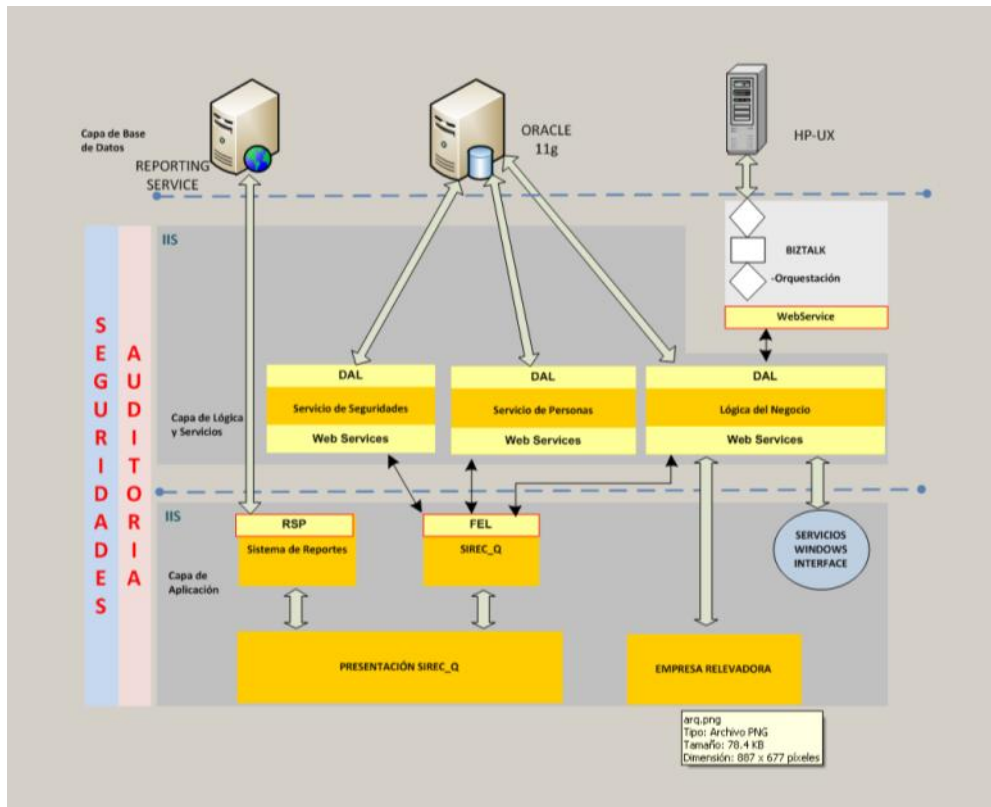 Capa de Base
de Datos
REPORTING
SERVICE
ORACLE
11g
HP-UX
IIS
BIZTALK
-Orquestación
WebService
SEGURIDADES
AUDITORIA
Capa de Lógica
y Servicios
DAL
Servicio de Seguridades
Web Services
DAL
Servicio de Personas
Web Services
DAL
Lógica del Negocio
Web Services
IIS
RSP
Sistema de Reportes
FEL
SIREC_Q
SERVICIOS
WINDOWS
INTERFACE
Capa de
Aplicación
PRESENTACIÓN SIREC_Q
EMPRESA RELEVADORA
arq.png
Tipo: Archivo PNG
Tamaño: 78.4 KB
Dimensión: 887 x 677 píxeles